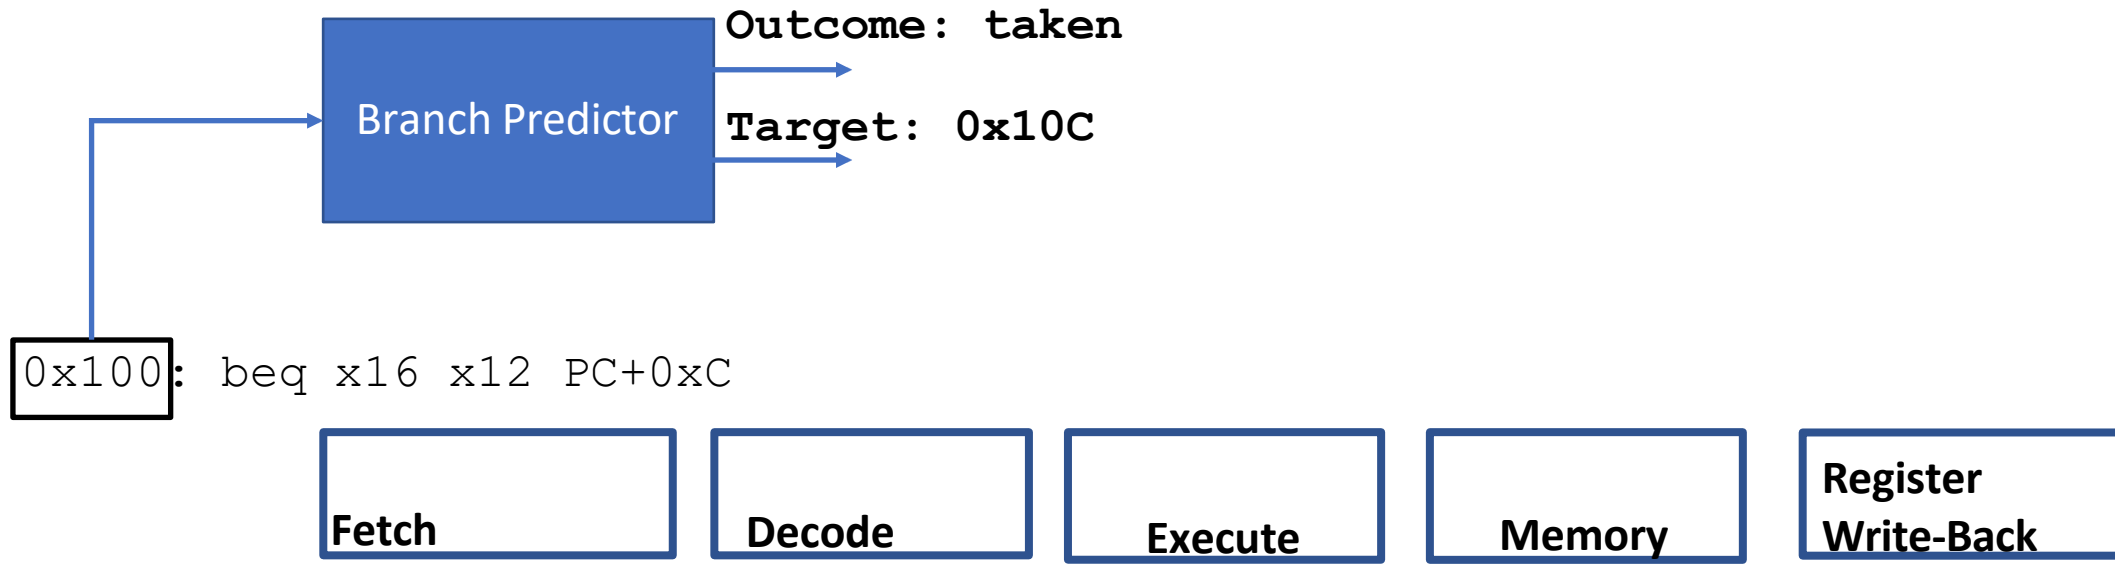 Outcome: taken
Branch Predictor
Target: 0x10C
0x100: beq x16 x12 PC+0xC
Fetch
Decode
Execute
Memory
Register
Write-Back